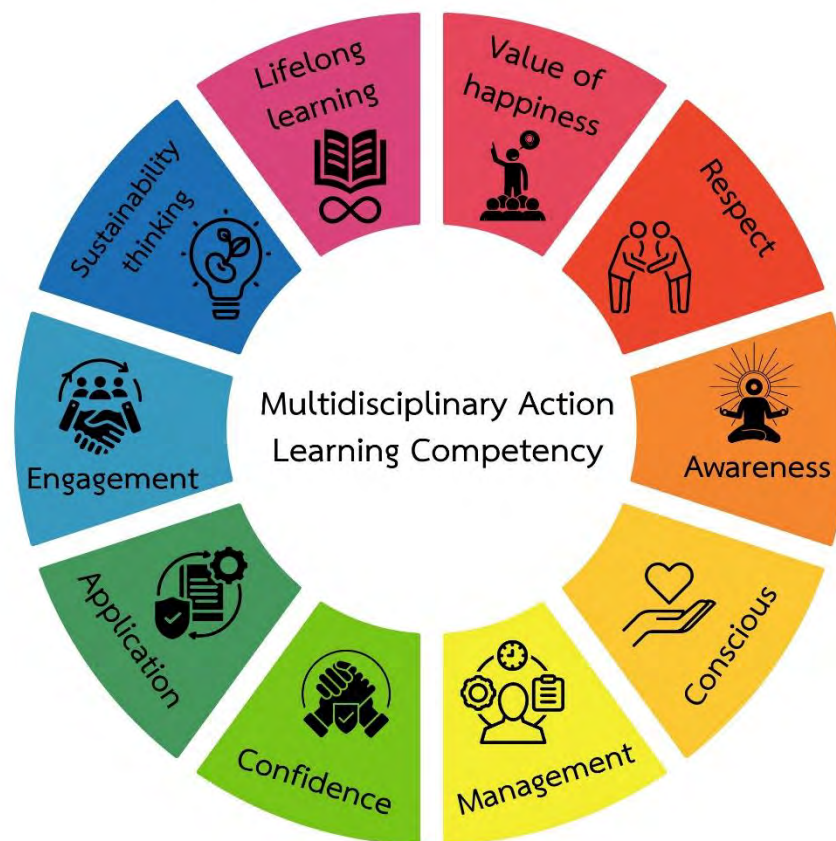 Lifelong
learning
Value of
happiness
Respect
Awareness
Conscious
Management
Confidence
Application
Engagement
Sustainability
thinking
Multidisciplinary Action
Learning Competency